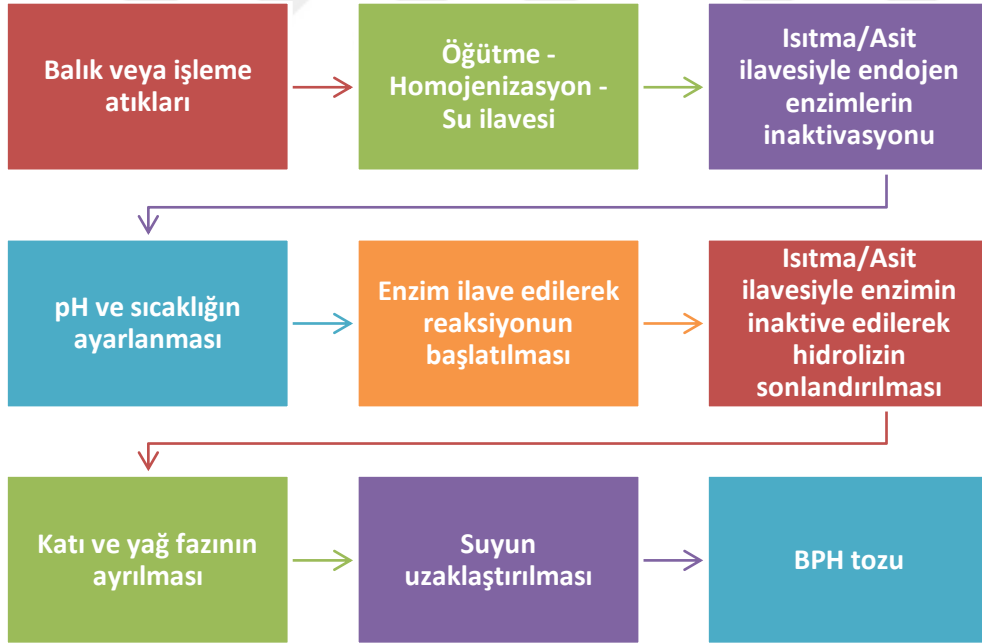 Balık veya işleme
atıkları
Öğütme -
Homojenizasyon -
Su ilavesi
Isıtma/Asit
ilavesiyle endojen
enzimlerin
inaktivasyonu
pH ve sıcaklığın
ayarlanması
Enzim ilave edilerek
reaksiyonun
başlatılması
Isıtma/Asit
ilavesiyle enzimin
inaktive edilerek
hidrolizin
sonlandırılması
Katı ve yağ fazının
ayrılması
Suyun
uzaklaştırılması
BPH tozu